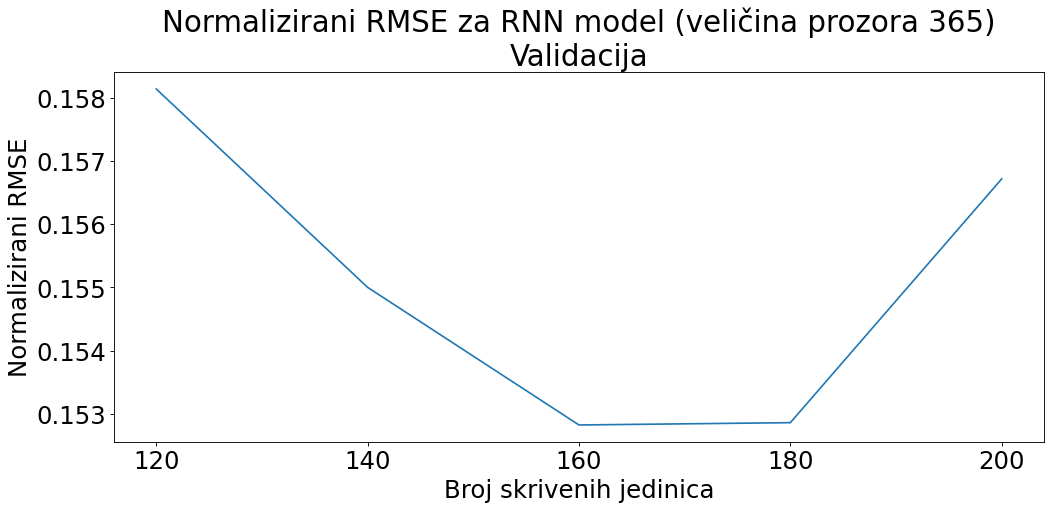 Normalizirani RMSE za RNN model (veličina prozora 365)
Validacija
Normalizirani RMSE
0.158
0.157
0.156
0.155
0.154
0.153
120 140 160 180 200
Broj skrivenih jedinica